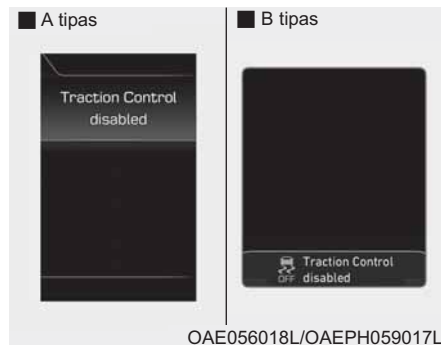 A tipas
Traction Control
disabled
B tipas
Traction Control
OFF disabled
OAE056018L/OAEPH059017L